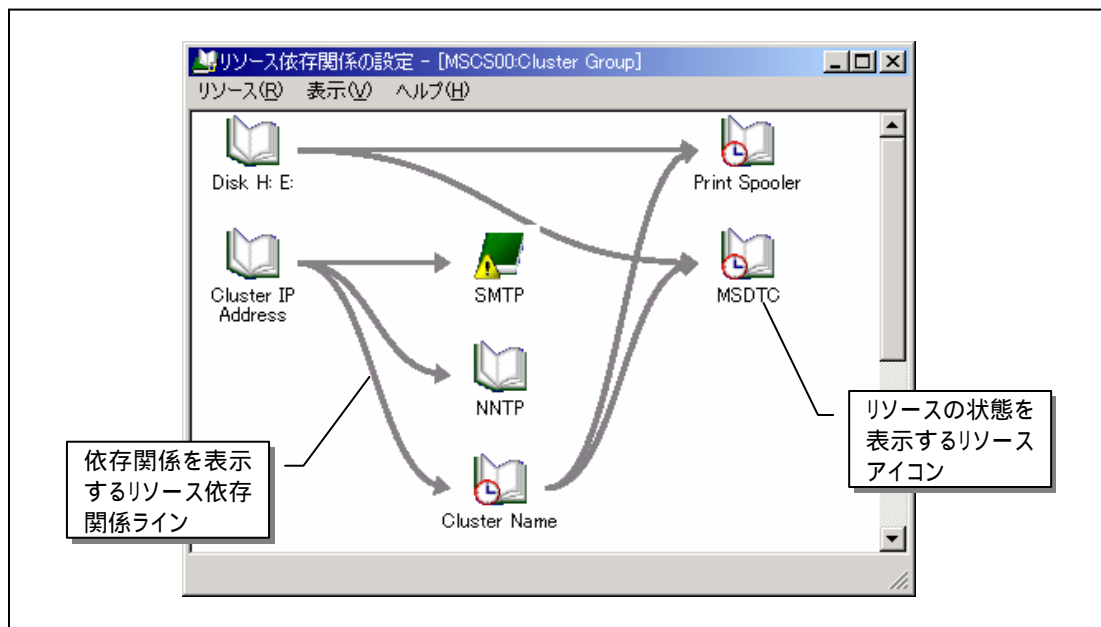 リソース依存関係の設定 - [MSCS00:Cluster Group]
リソース(R) 表示(V) ヘルプ(H)
Disk H: E:
Print Spooler
Cluster IP
Address
SMTP
MSDTC
NNTP
Cluster Name
依存関係を表示
するリソース依存
関係ライン
リソースの状態を
表示するリソース
アイコン